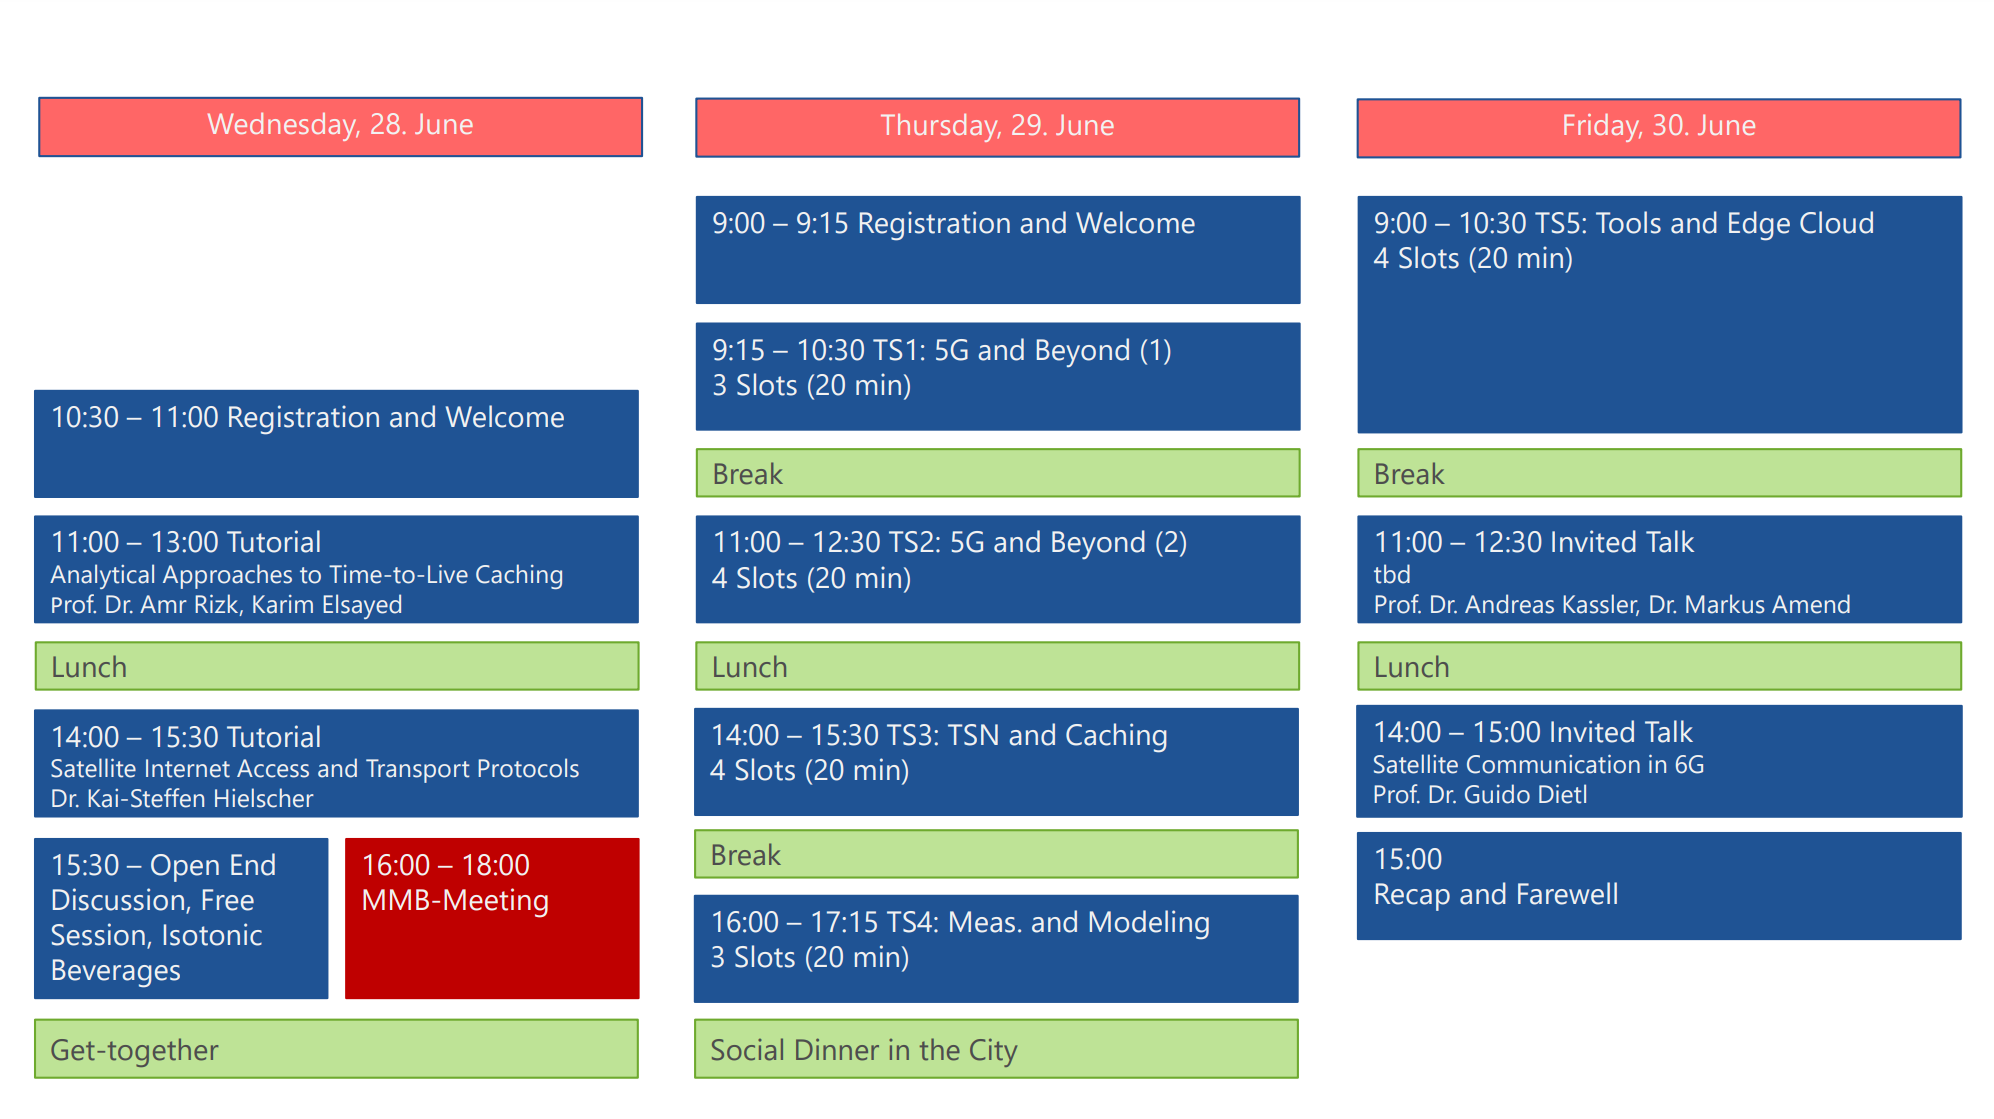 Wednesday, 28. June
10:30 – 11:00 Registration and Welcome
11:00 – 13:00 Tutorial
Analytical Approaches to Time-to-Live Caching
Prof. Dr. Amr Rizk, Karim Elsayed
Lunch
14:00 – 15:30 Tutorial
Satellite Internet Access and Transport Protocols
Dr. Kai-Steffen Hielscher
15:30 – Open End
Discussion, Free
Session, Isotonic
Beverages
16:00 – 18:00
MMB-Meeting
Get-together
Thursday, 29. June
9:00 – 9:15 Registration and Welcome
9:15 – 10:30 TS1: 5G and Beyond (1)
3 Slots (20 min)
Break
11:00 – 12:30 TS2: 5G and Beyond (2)
4 Slots (20 min)
Lunch
14:00 – 15:30 TS3: TSN and Caching
4 Slots (20 min)
Break
16:00 – 17:15 TS4: Meas. and Modeling
3 Slots (20 min)
Social Dinner in the City
Friday, 30. June
9:00 – 10:30 TS5: Tools and Edge Cloud
4 Slots (20 min)
Break
11:00 – 12:30 Invited Talk
tbd
Prof. Dr. Andreas Kassler, Dr. Markus Amend
Lunch
14:00 – 15:00 Invited Talk
Satellite Communication in 6G
Prof. Dr. Guido Dietl
15:00
Recap and Farewell